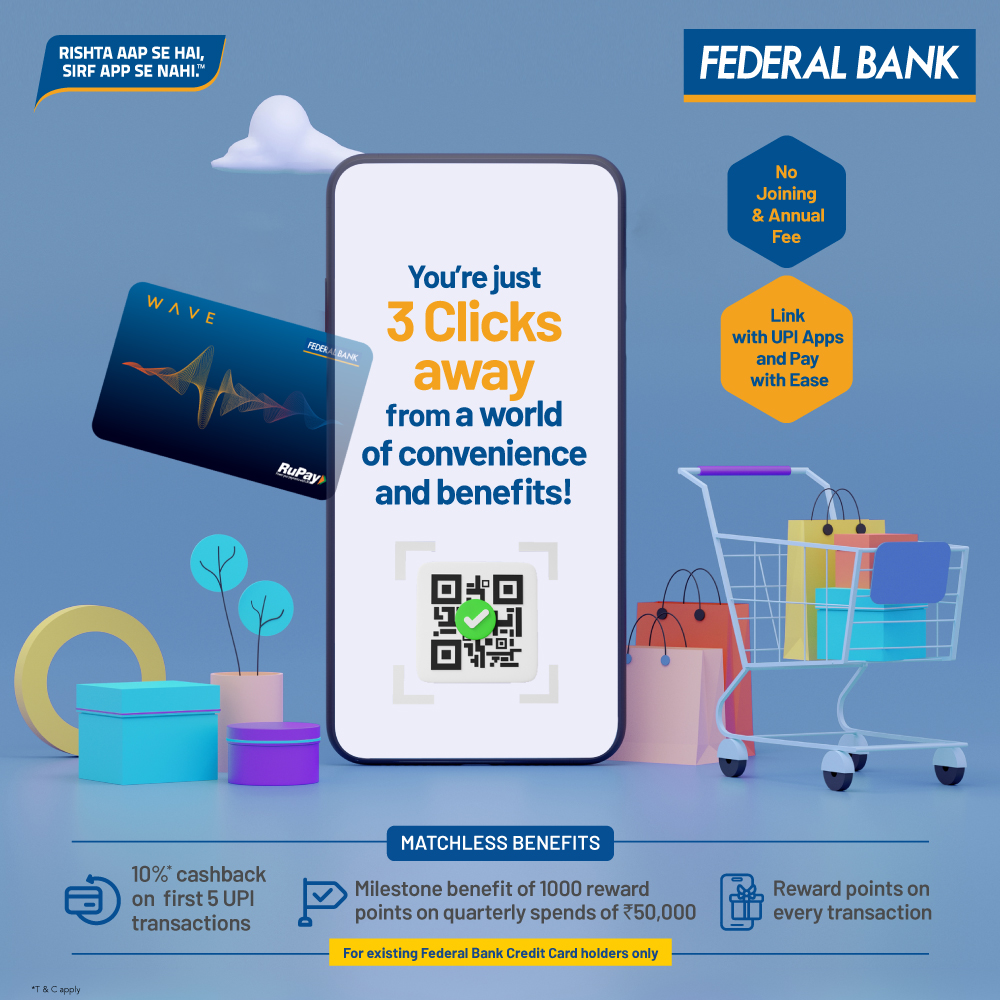 RISHTA AAP SE HAI,
SIRF APP SE NAHI.™
FEDERAL BANK
No
Joining
& Annual
Fee
Link
with UPI Apps
and Pay
with Ease
You're just
3 Clicks
away
from a world
of convenience
and benefits!
WAVE
FEDERAL BANK
RuPay
MATCHLESS BENEFITS
10%* cashback
on first 5 UPI
transactions
Milestone benefit of 1000 reward
points on quarterly spends of ₹50,000
Reward points on
every transaction
For existing Federal Bank Credit Card holders only
*T & C apply